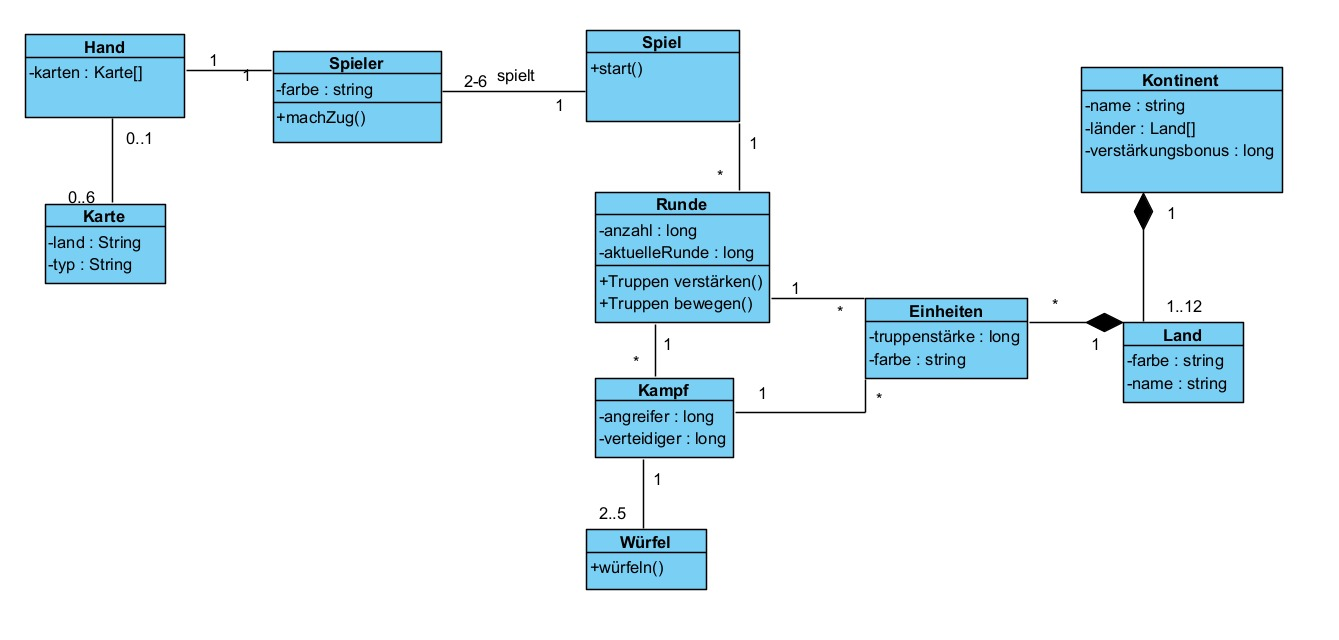 Hand
-karten : Karte[]
1
1
Spieler
-farbe : string
+machZug()
2-6
spielt
1
Spiel
+start()
0..1
0..6
Karte
-land : String
-typ : String
1
*
Runde
-anzahl : long
-aktuelleRunde : long
+Truppen verstärken()
+Truppen bewegen()
1
*
1
*
Kampf
-angreifer : long
-verteidiger : long
1
*
1
2..5
Würfel
+würfeln()
Einheiten
-truppenstärke : long
-farbe : string
*
1
Kontinent
-name : string
-länder : Land[]
-verstärkungsbonus : long
1
1..12
Land
-farbe : string
-name : string